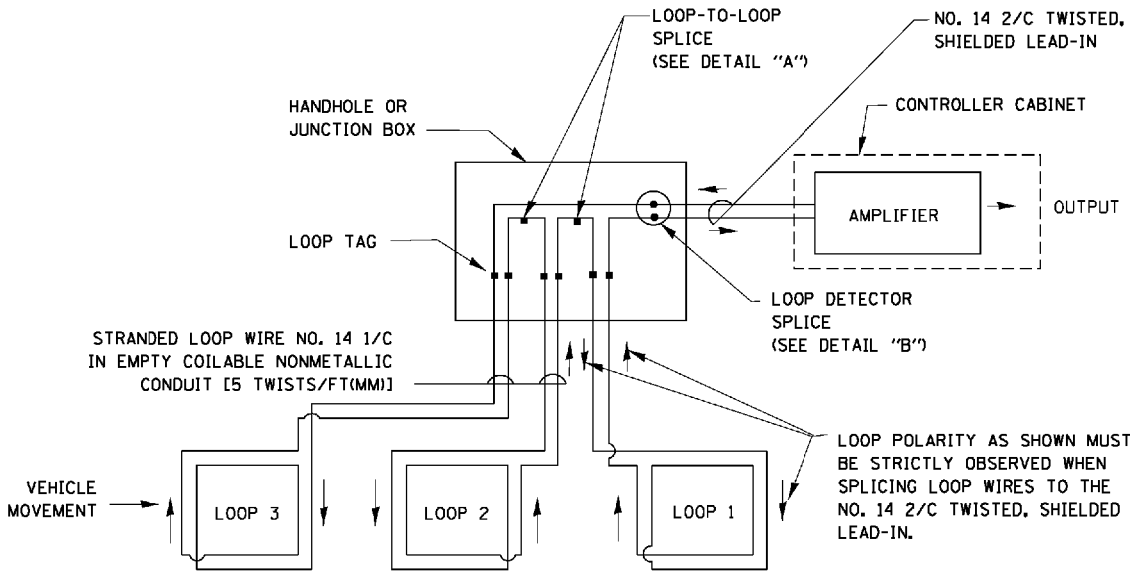 LOOP-TO-LOOP
SPLICE
(SEE DETAIL "A")
NO. 14 2/C TWISTED,
SHIELDED LEAD-IN
HANDHOLE OR
JUNCTION BOX
CONTROLLER CABINET
AMPLIFIER
OUTPUT
LOOP TAG
LOOP DETECTOR
SPLICE
(SEE DETAIL "B")
STRANDED LOOP WIRE NO. 14 1/C
IN EMPTY COILABLE NONMETALLIC
CONDUIT [5 TWISTS/FT(MM)]
LOOP POLARITY AS SHOWN MUST
BE STRICTLY OBSERVED WHEN
SPLICING LOOP WIRES TO THE
NO. 14 2/C TWISTED, SHIELDED
LEAD-IN.
VEHICLE
MOVEMENT
LOOP 3
LOOP 2
LOOP 1